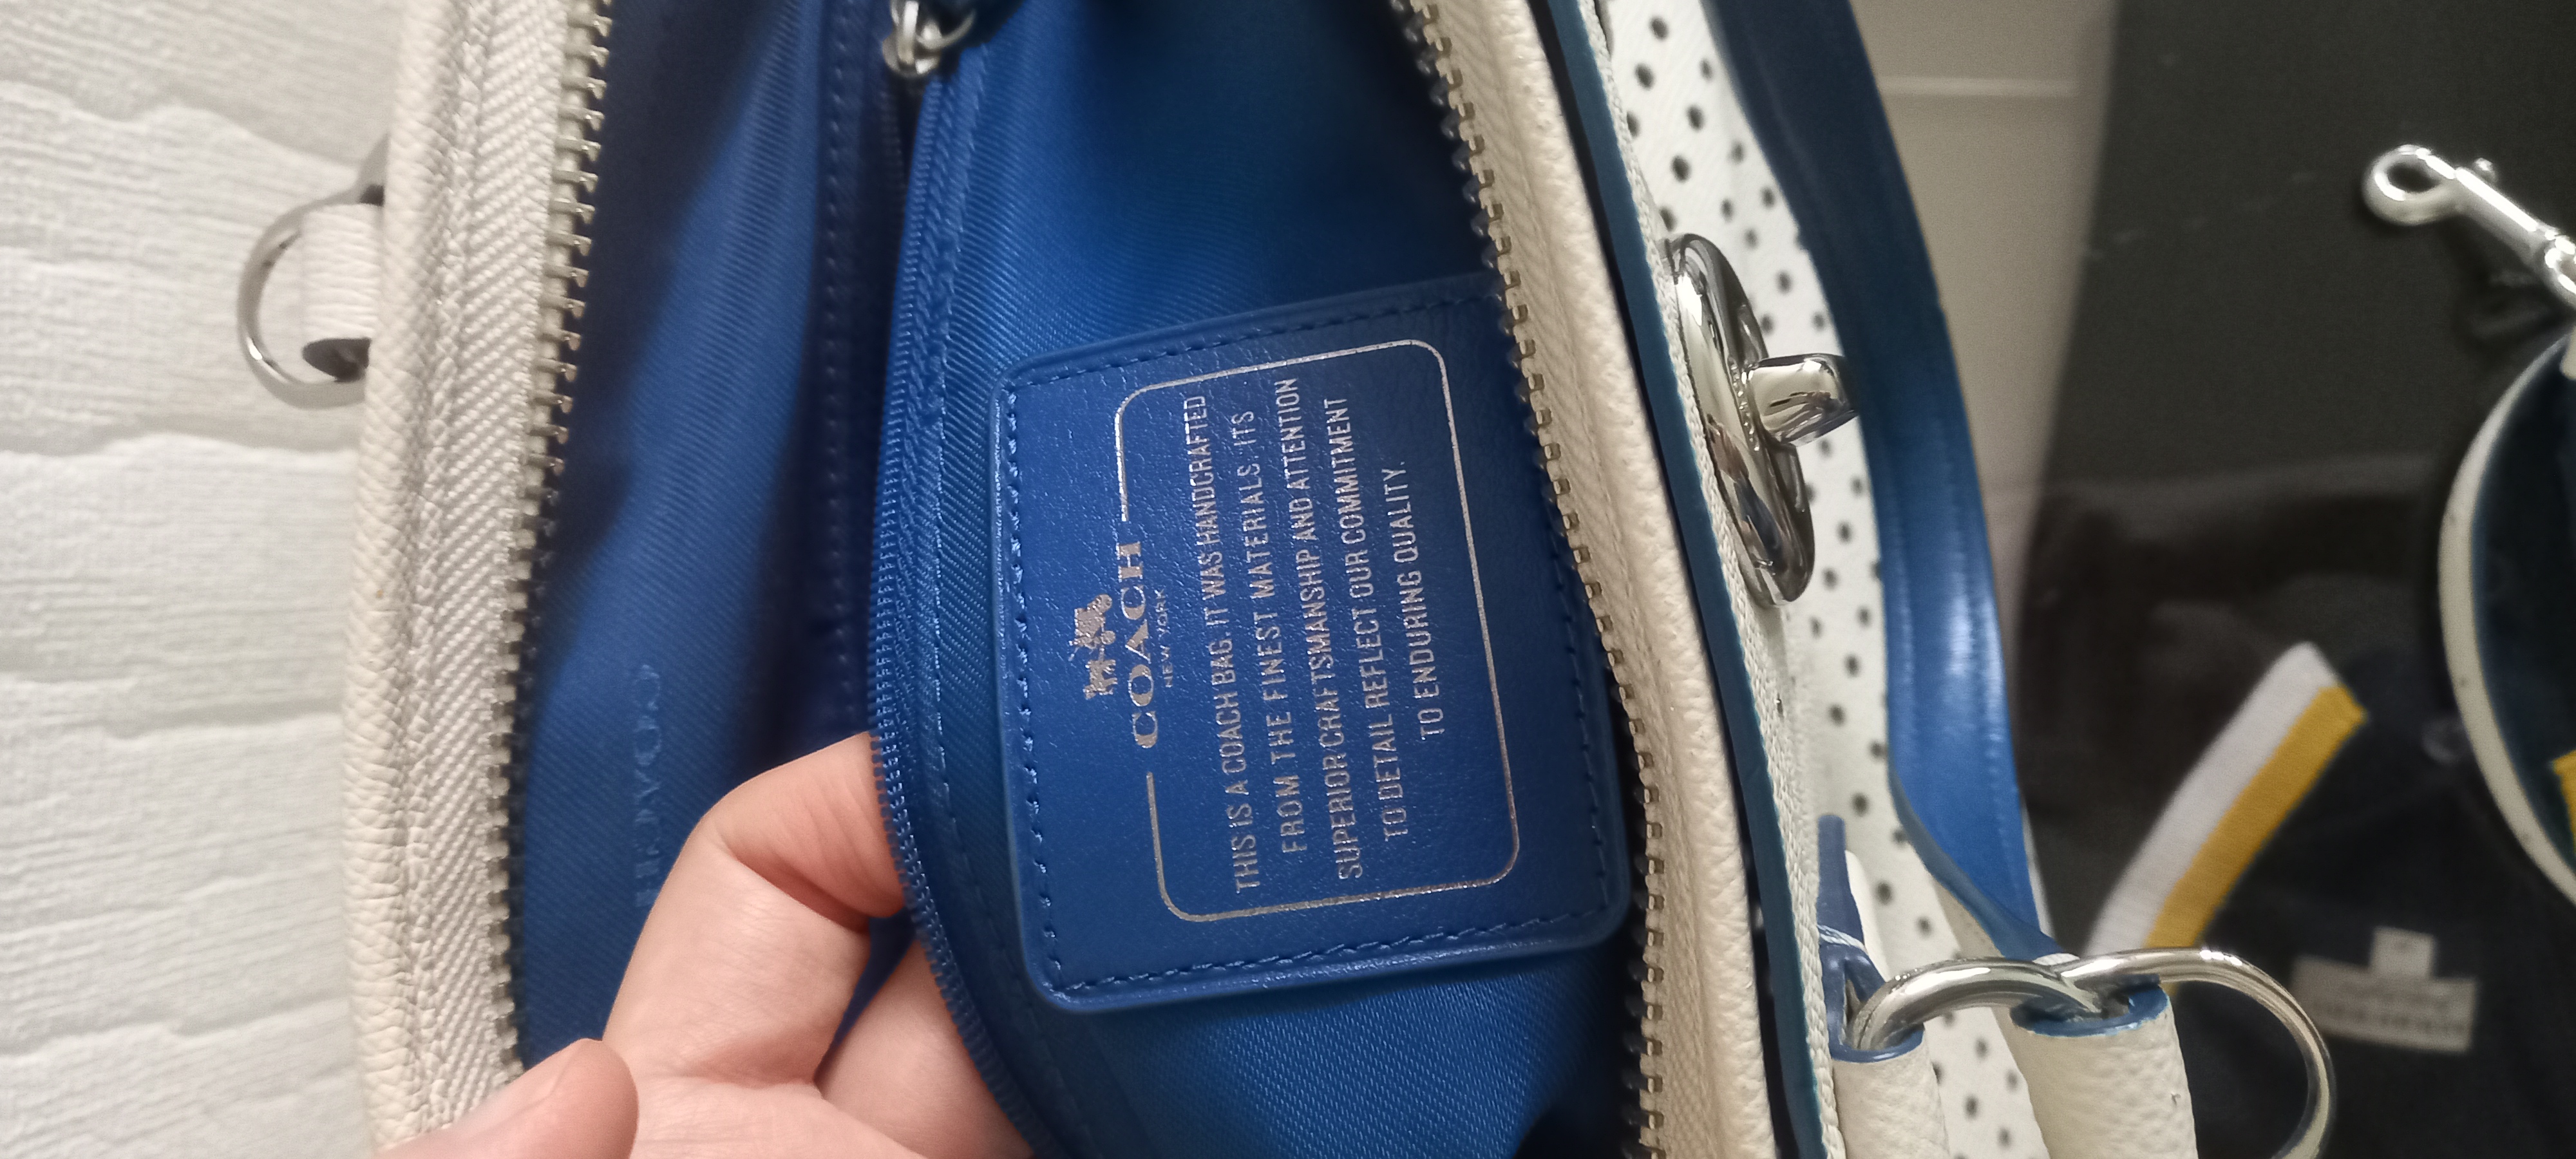 COACH
NEW YORK
THIS IS A COACH BAG. IT WAS HANDCRAFTED
FROM THE FINEST MATERIALS. ITS
SUPERIOR CRAFTSMANSHIP AND ATTENTION
TO DETAIL REFLECT OUR COMMITMENT
TO ENDURING QUALITY.
COACH